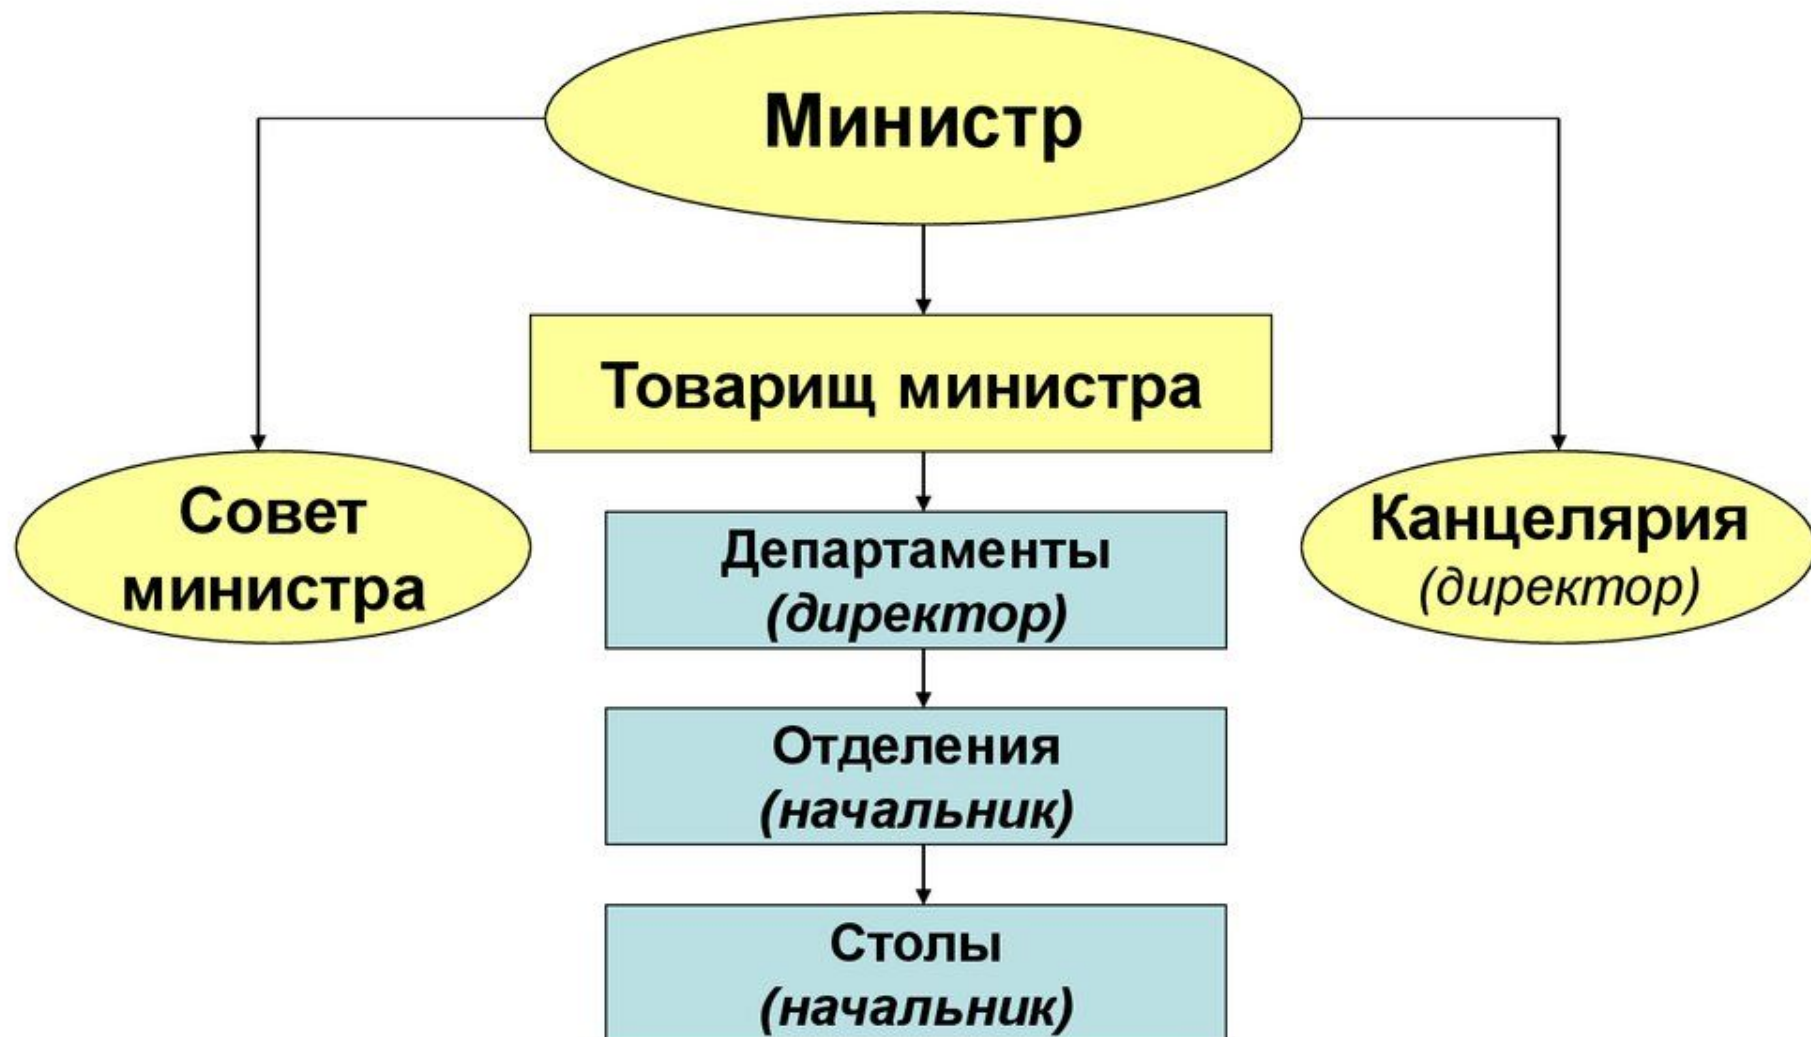 Министр
Товарищ министра
Совет
министра
Канцелярия
(директор)
Департаменты
(директор)
Отделения
(начальник)
Столы
(начальник)